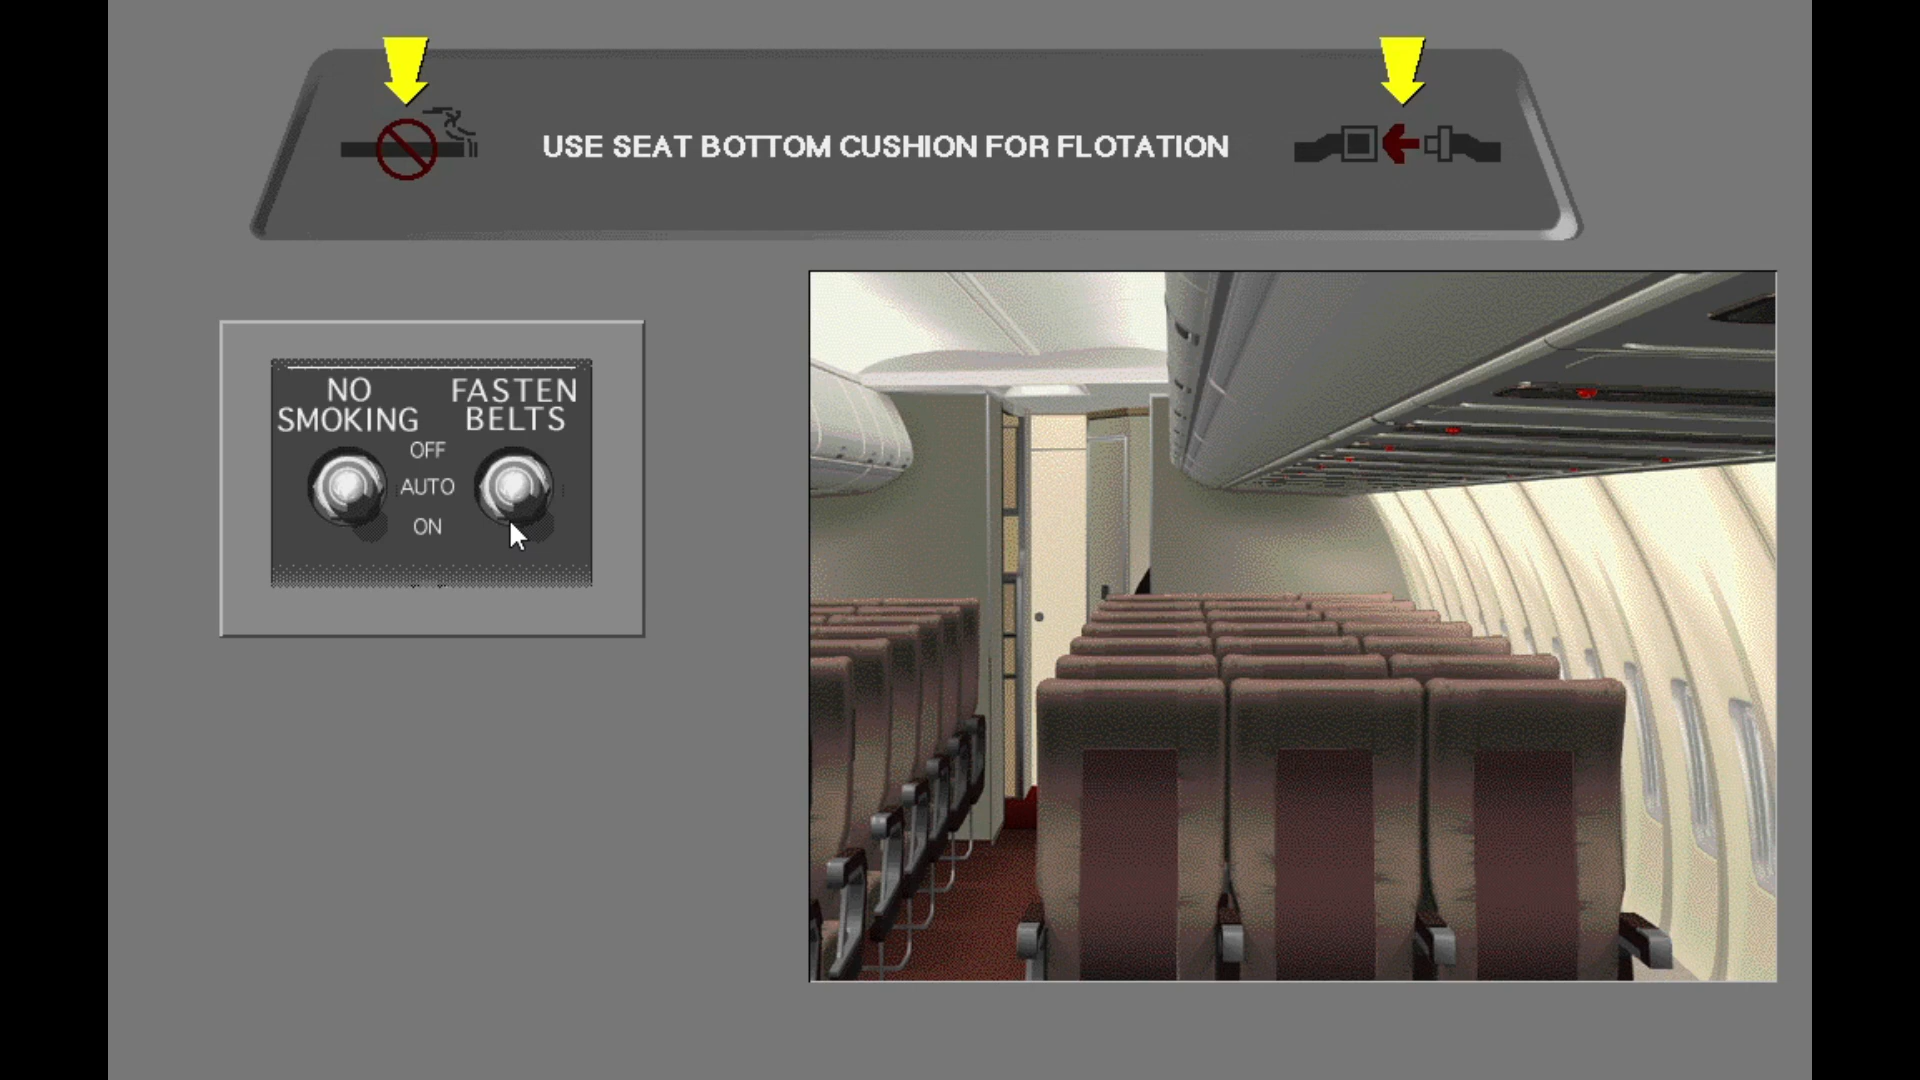 USE SEAT BOTTOM CUSHION FOR FLOTATION
NO SMOKING
FASTEN BELTS
OFF
AUTO
ON